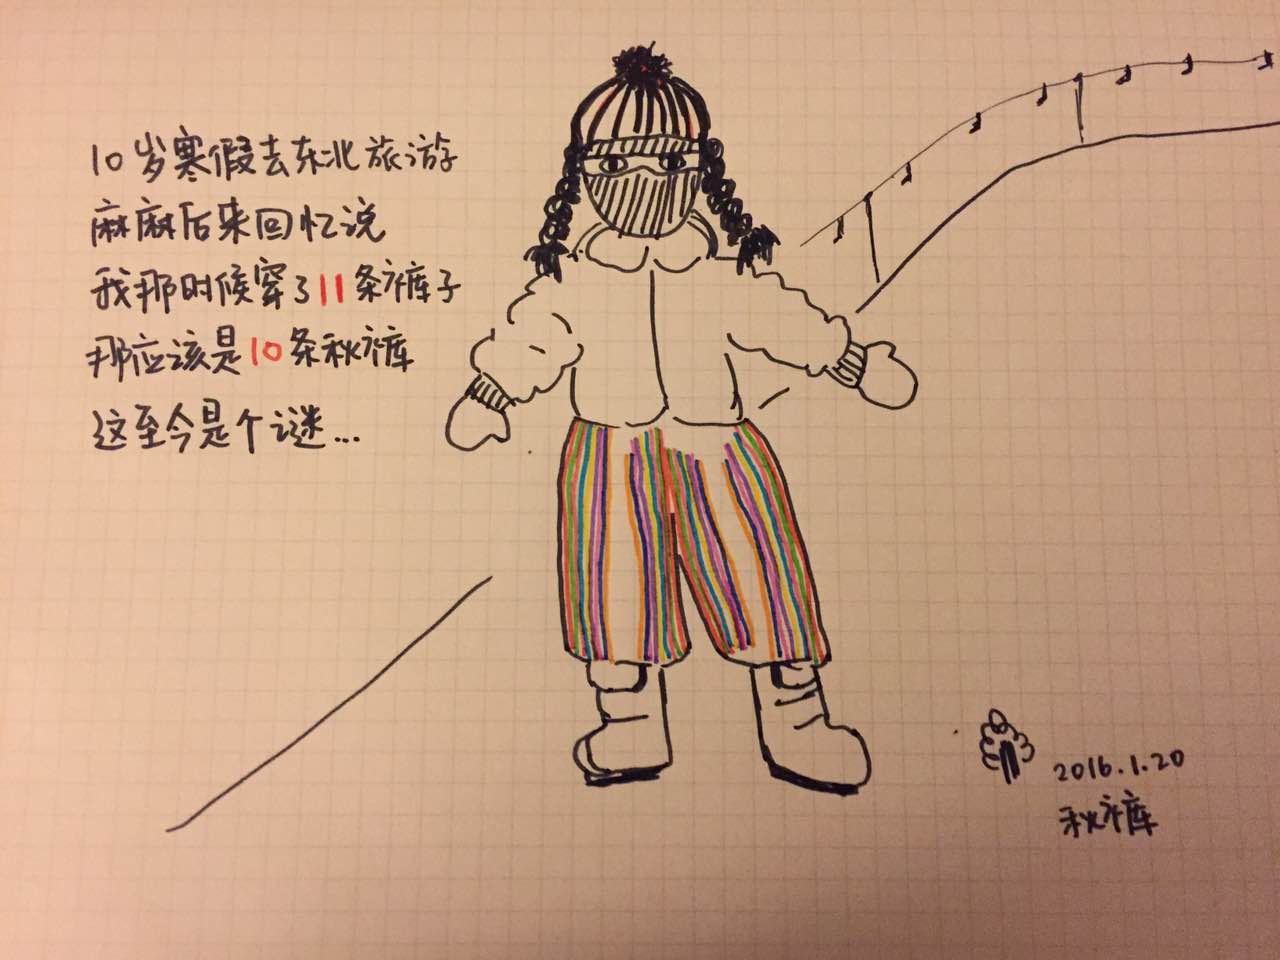 10岁寒假去东北旅游
麻麻后来回忆说
我那时候穿了11条裤子
那应该是10条秋裤
这至今是个谜...
2016.1.20
秋裤